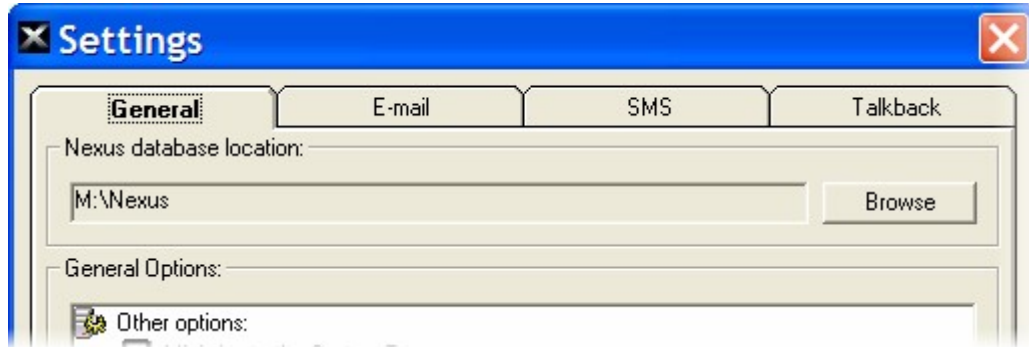 Settings
General E-mail SMS Talkback
Nexus database location:
M:\Nexus Browse
General Options:
Other options: